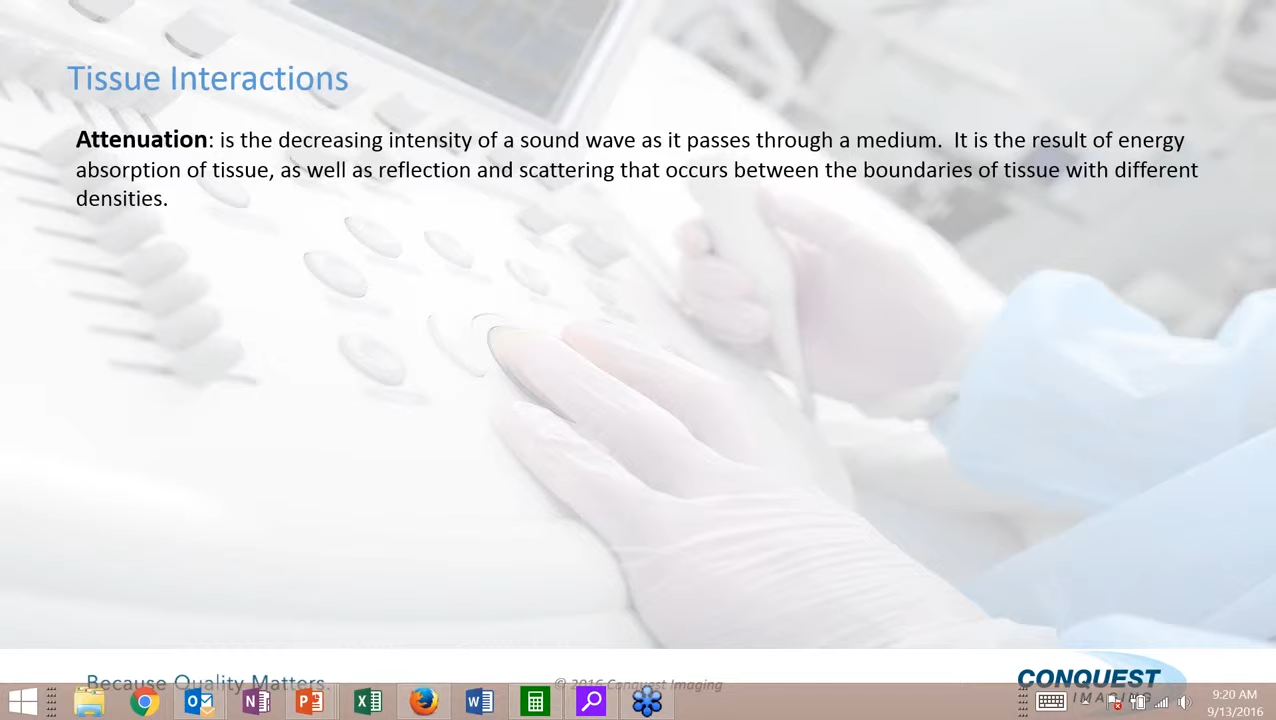 Tissue Interactions
Attenuation: is the decreasing intensity of a sound wave as it passes through a medium.  It is the result of energy
absorption of tissue, as well as reflection and scattering that occurs between the boundaries of tissue with different
densities.
Because Quality Matters.
© 2016 Conquest Imaging
CONQUEST
IMAGING
9:20 AM
9/13/2016